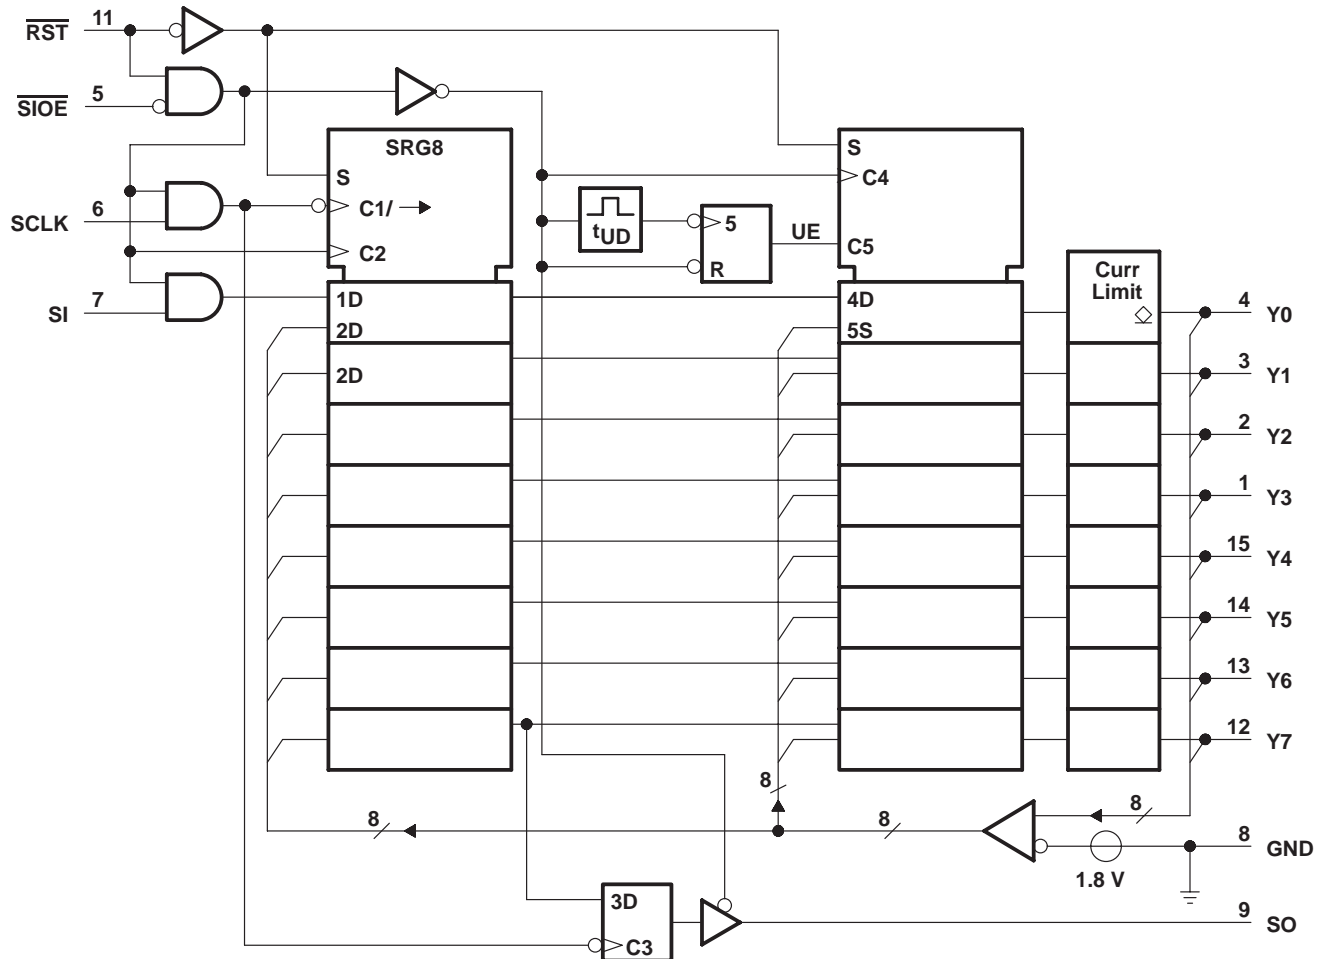 RST 11
SIOE 5
SRG8
S
C1/
SCLK 6
C2
SI 7
1D
2D
2D
tUD
5
R
UE
S
C4
C5
4D
5S
Curr
Limit
4 Y0
3 Y1
2 Y2
1 Y3
15 Y4
14 Y5
13 Y6
12 Y7
8
8
8
8
8 GND
1.8 V
3D
C3
9 SO